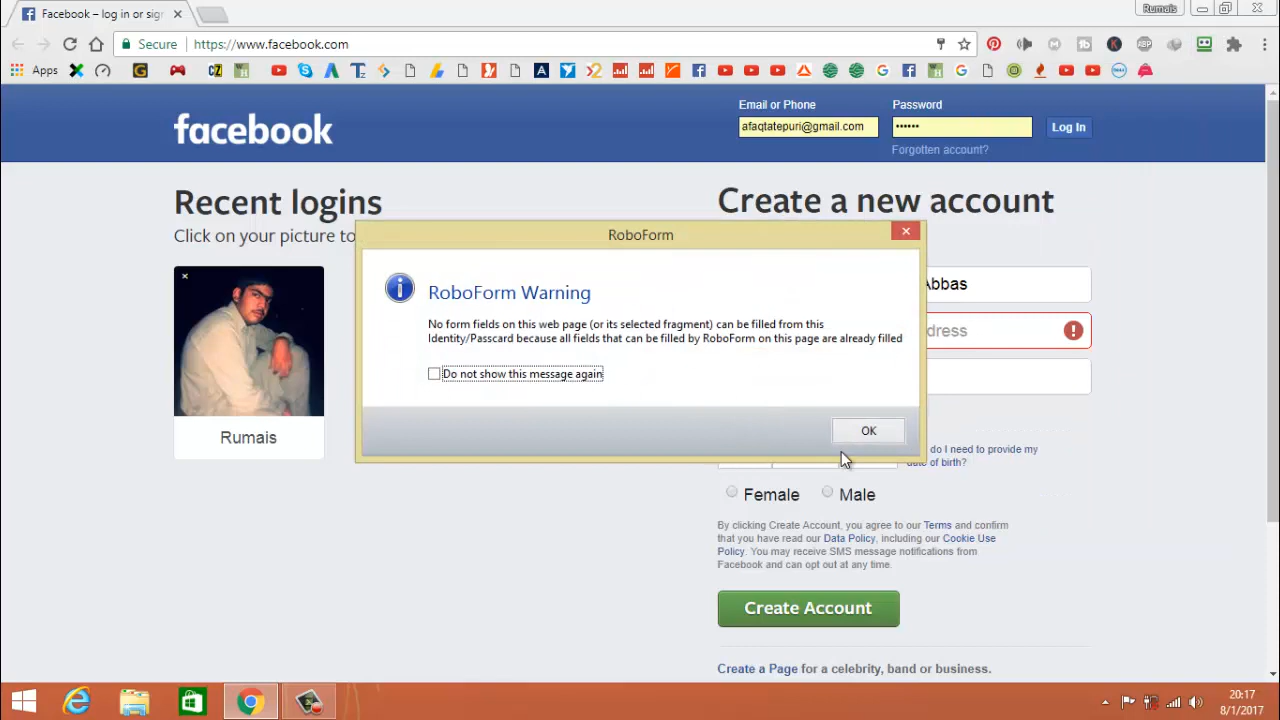 Facebook – log in or sign
Rumais
Secure
https://www.facebook.com
ABP
Apps
facebook
Email or Phone
Password
afaqtatepuri@gmail.com
••••••
Log In
Forgotten account?
Recent logins
Click on your picture to
Rumais
Create a new account
Abbas
dress
do I need to provide my
date of birth?
Female
Male
By clicking Create Account, you agree to our Terms and confirm
that you have read our Data Policy, including our Cookie Use
Policy. You may receive SMS message notifications from
Facebook and can opt out at any time.
Create Account
Create a Page for a celebrity, band or business.
RoboForm
RoboForm Warning
No form fields on this web page (or its selected fragment) can be filled from this
Identity/Passcard because all fields that can be filled by RoboForm on this page are already filled
Do not show this message again
OK
20:17
8/1/2017